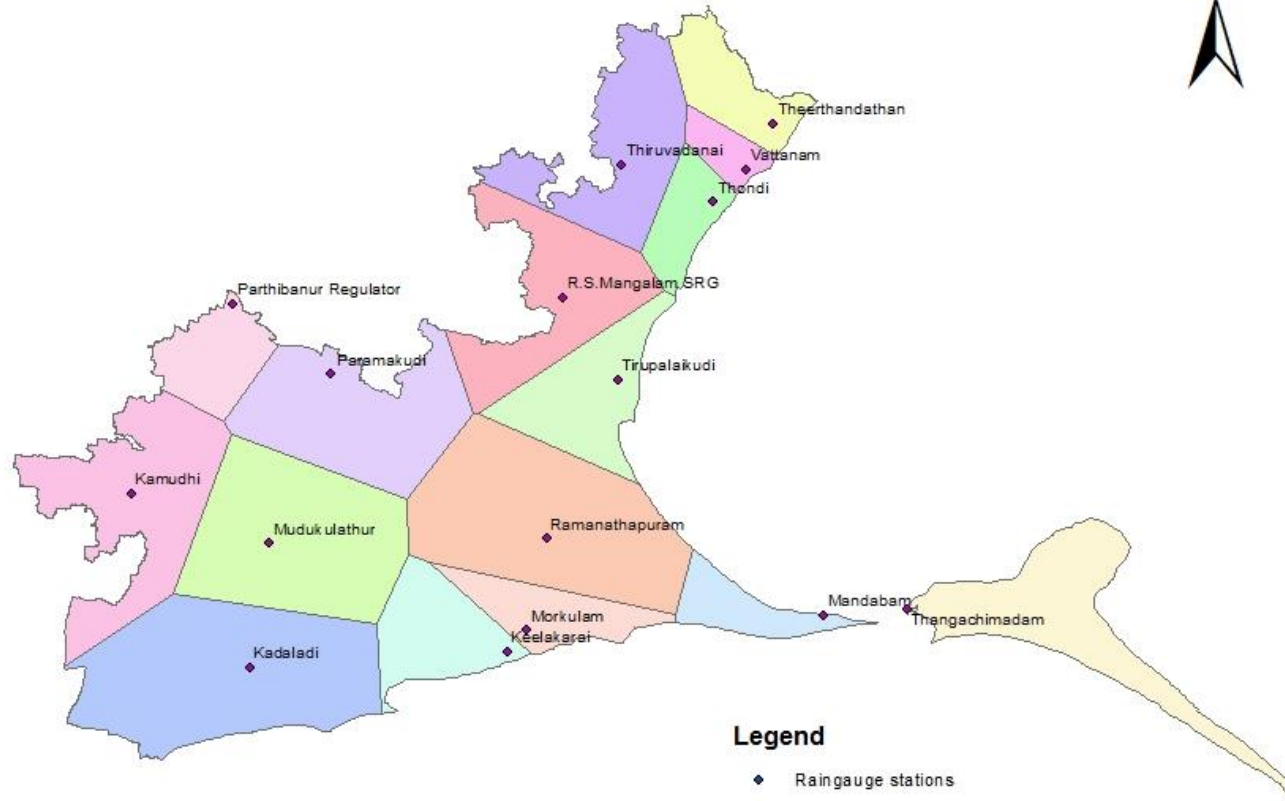 Theerthandathan
Thiruvadanai
Vattanam
Thondi
R.S.Mangalam,SRG
Parthibanur Regulator
Paramakudi
Tirupalaikudi
Kamudhi
Mudukulathur
Ramanathapuram
Mandabam
Morkulam
Thangachimadam
Keelakarai
Kadaladi
Legend
Raingauge stations